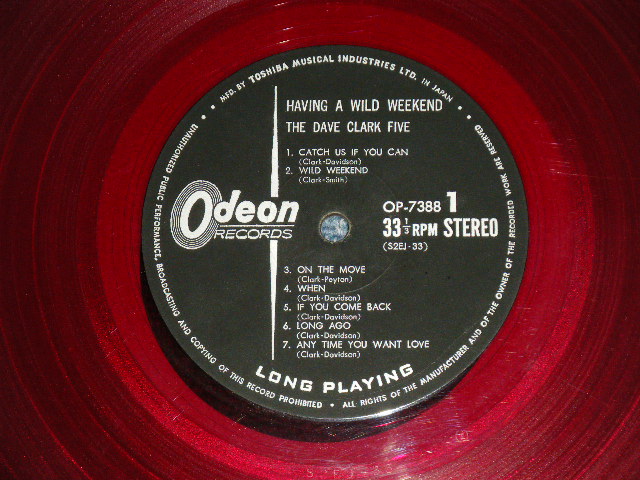 MFD. BY TOSHIBA MUSICAL INDUSTRIES LTD. IN JAPAN
HAVING A WILD WEEKEND
THE DAVE CLARK FIVE
1. CATCH US IF YOU CAN
(Clark-Davidson)
2. WILD WEEKEND
(Clark-Smith)
Odeon
RECORDS
OP-7388 1
33 1/3 RPM STEREO
(S2EJ-33)
3. ON THE MOVE
(Clark-Peyton)
4. WHEN
(Clark-Davidson)
5. IF YOU COME BACK
(Clark-Davidson)
6. LONG AGO
(Clark-Davidson)
7. ANY TIME YOU WANT LOVE
(Clark-Davidson)
LONG PLAYING
• UNAUTHORIZED PUBLIC PERFORMANCE, BROADCASTING AND COPYING OF THIS RECORD PROHIBITED • ALL RIGHTS OF THE MANUFACTURER AND OF THE OWNER OF THE RECORDED WORK ARE RESERVED